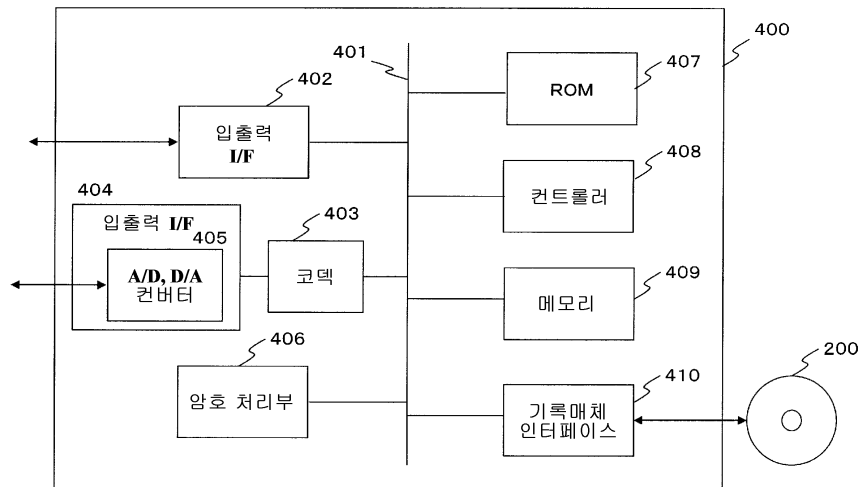 400
401
402
407
ROM
입출력
I/F
408
404
컨트롤러
입출력 I/F
403
405
A/D, D/A
컨버터
코덱
409
메모리
406
200
410
암호 처리부
기록매체
인터페이스